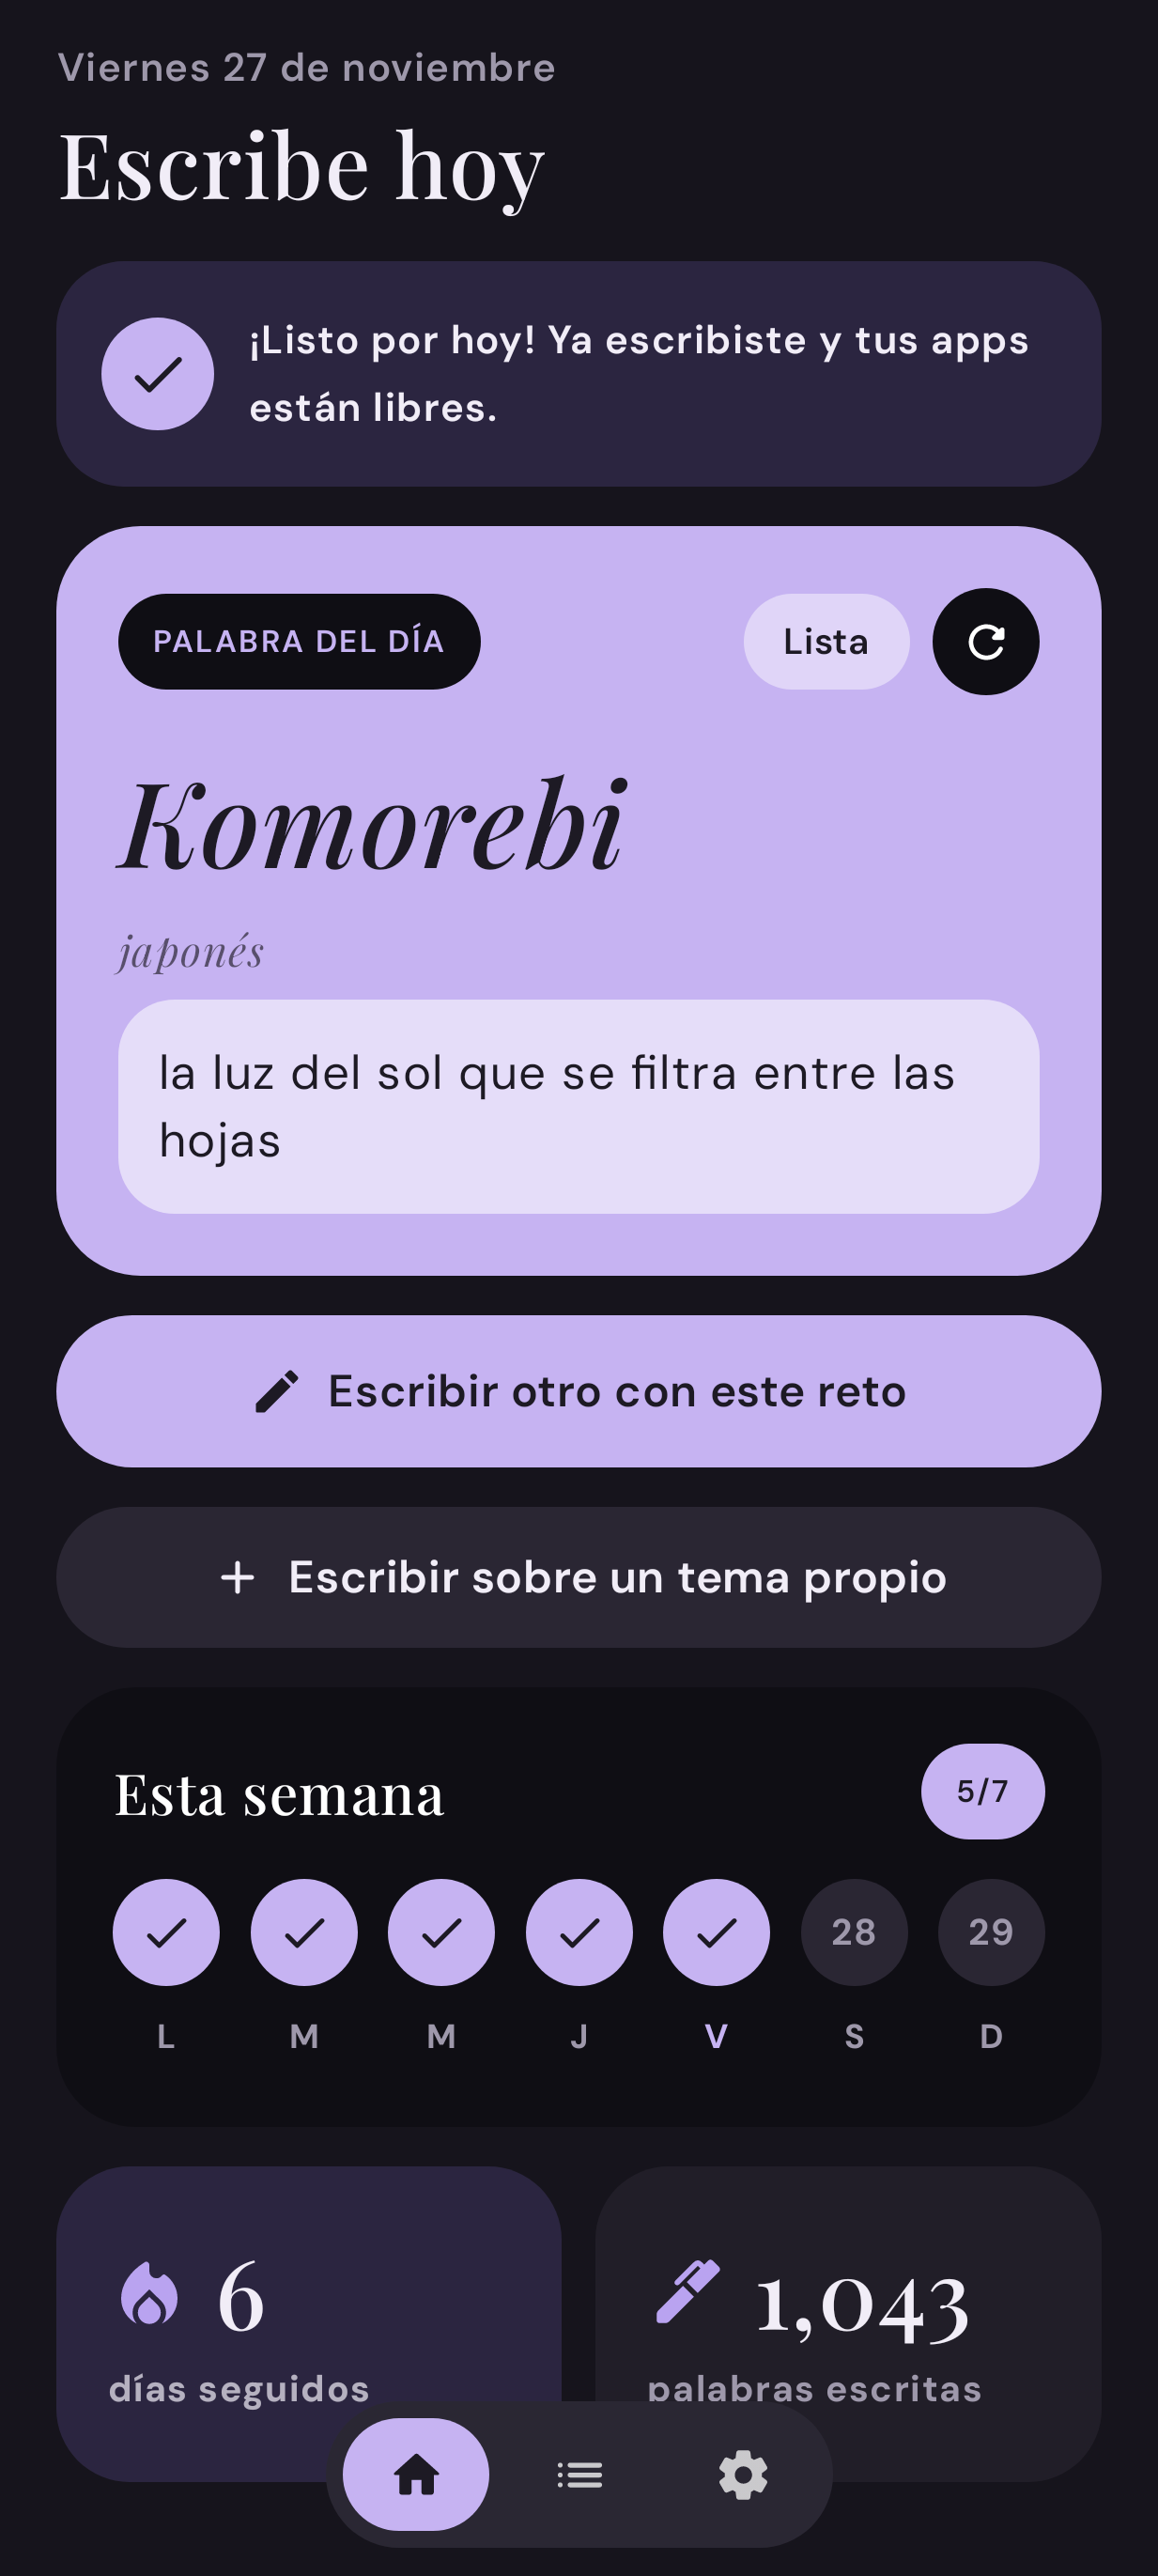 Viernes 27 de noviembre
Escribe hoy
¡Listo por hoy! Ya escribiste y tus apps
están libres.
PALABRA DEL DÍA
Lista
Komorebi
japonés
la luz del sol que se filtra entre las
hojas
Escribir otro con este reto
Escribir sobre un tema propio
Esta semana
5/7
28 29
L M M J V S D
6
días seguidos
1,043
palabras escritas